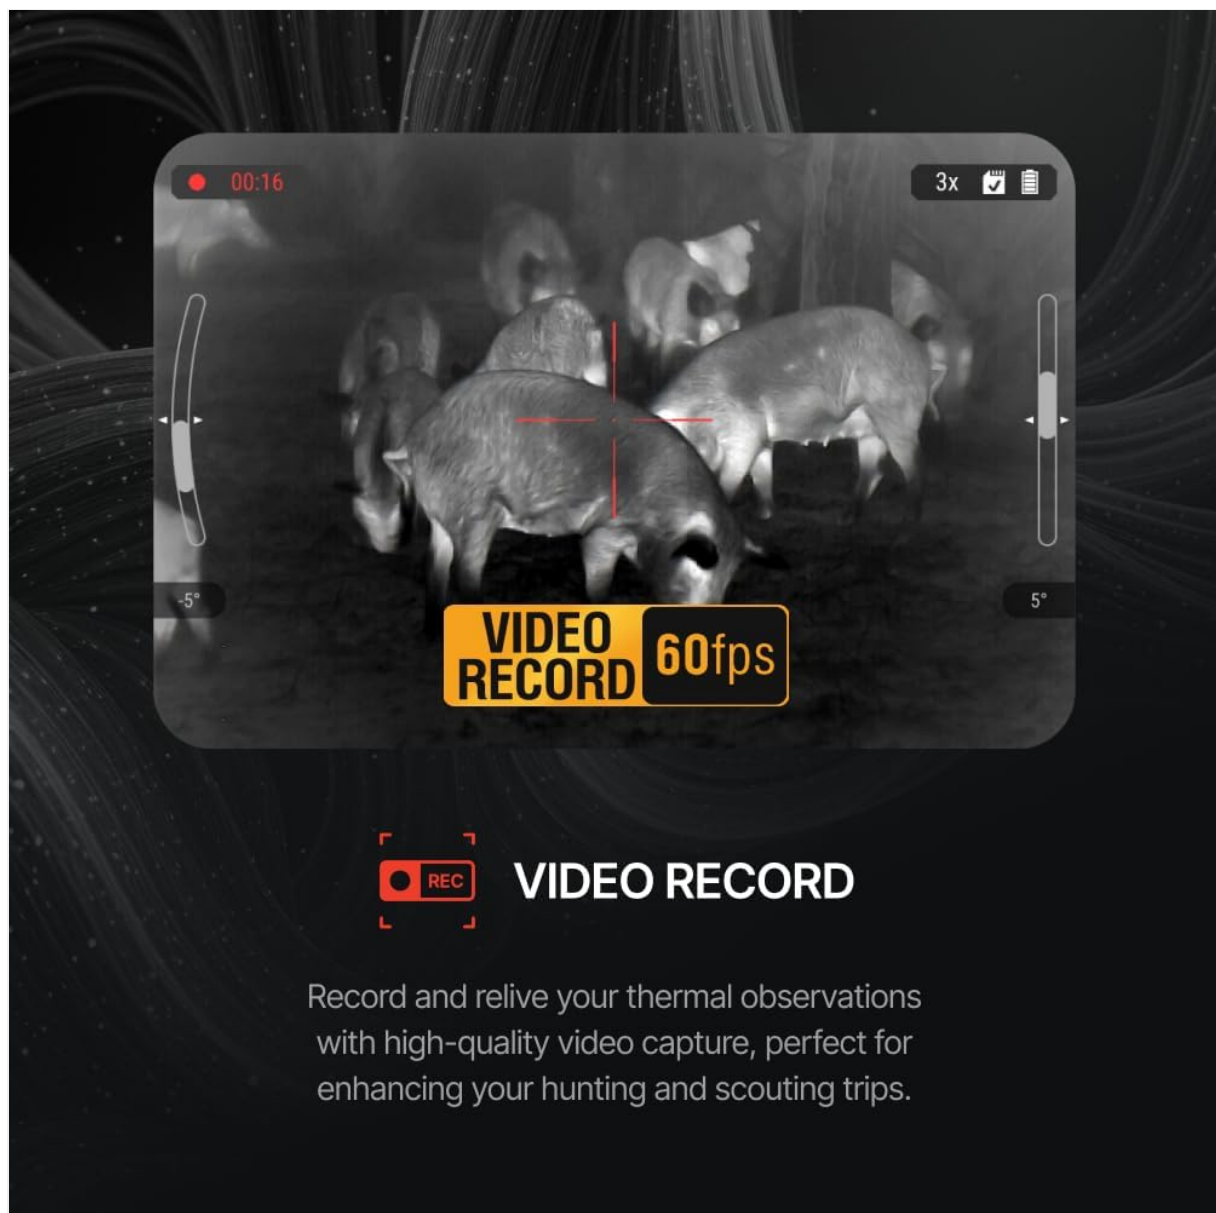 00:16
3x
-5°
5°
VIDEO
RECORD
60fps
REC
VIDEO RECORD
Record and relive your thermal observations
with high-quality video capture, perfect for
enhancing your hunting and scouting trips.